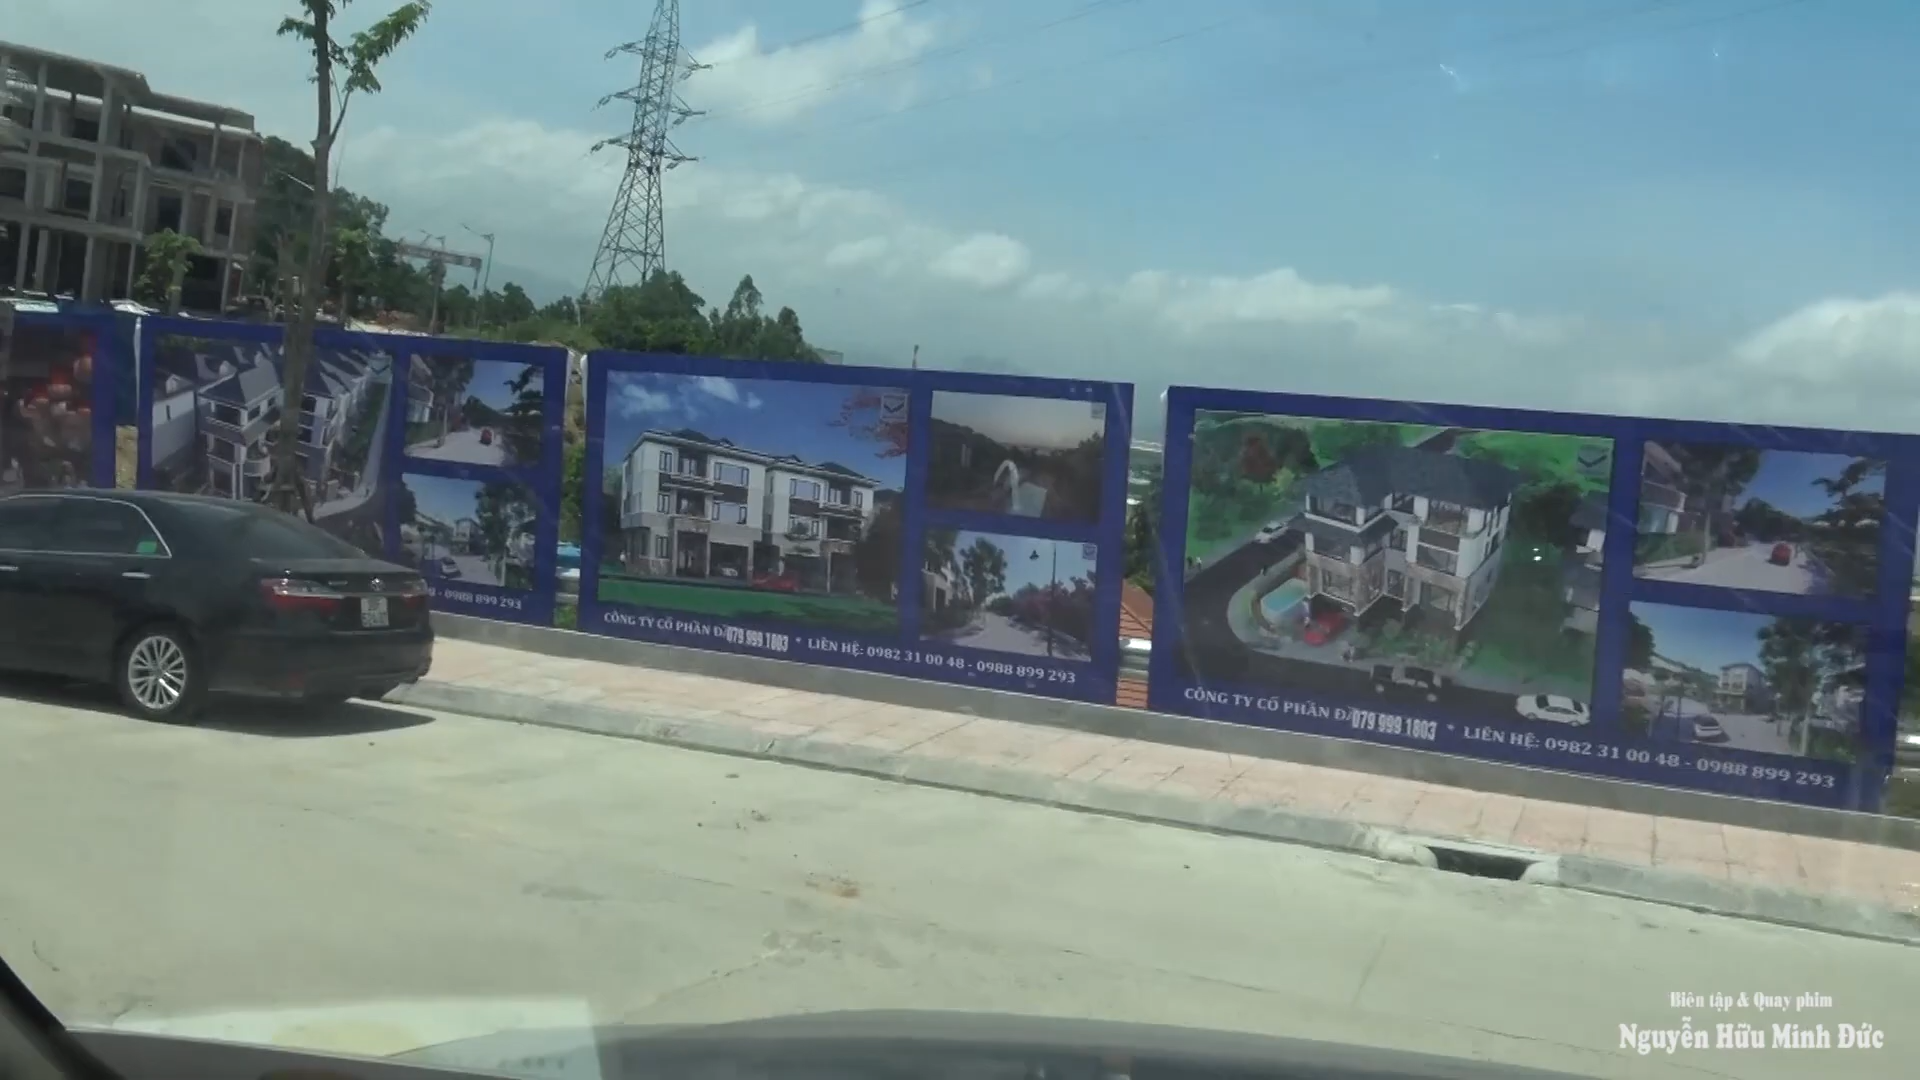 - 0988 899 293
CÔNG TY CỔ PHẦN 079 999 1803 * LIÊN HỆ: 0982 31 00 48 - 0988 899 293
CÔNG TY CỔ PHẦN 079 999 1803 * LIÊN HỆ: 0982 31 00 48 - 0988 899 293
Biên tập & Quay phim
Nguyễn Hữu Minh Đức